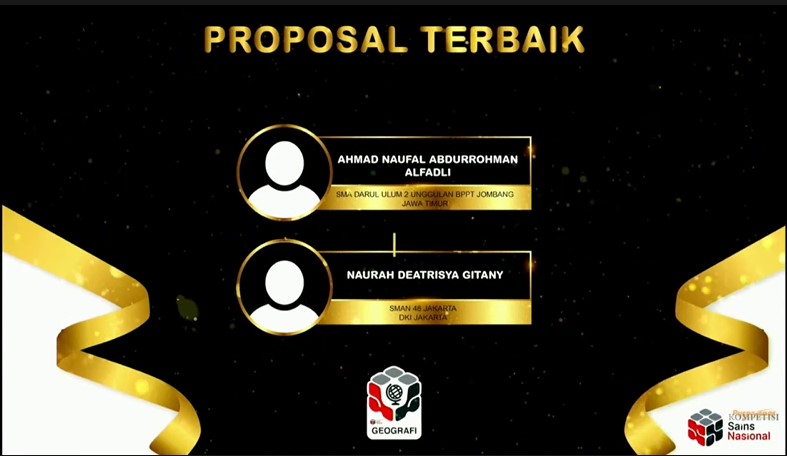 PROPOSAL TERBAIK
AHMAD NAUFAL ABDURROHMAN
ALFADLI
SMA DARUL ULUM 2 UNGGULAN BPPT JOMBANG
JAWA TIMUR
NAURAH DEATRISYA GITANY
SMAN 48 JAKARTA
DKI JAKARTA
GEOGRAFI
KOMPETISI
Sains
Nasional